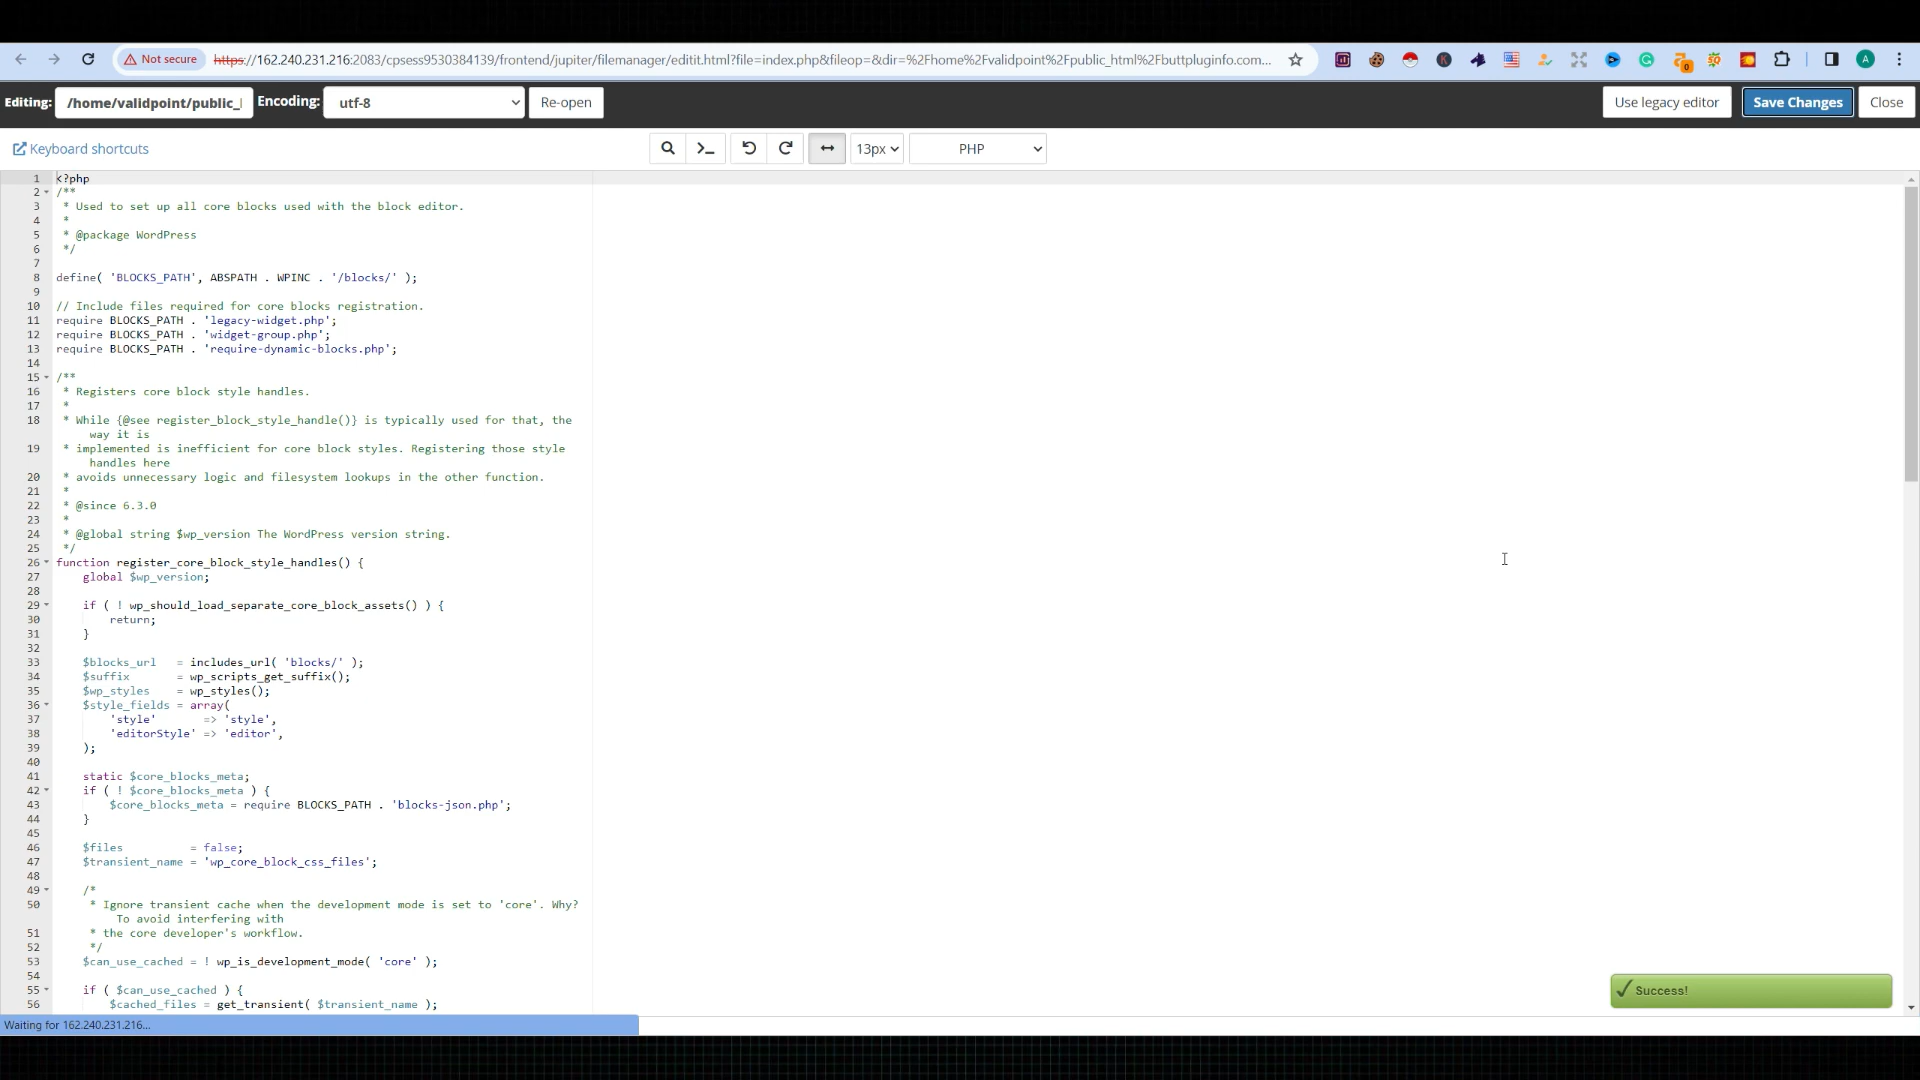 Not secure
https://162.240.231.216:2083/cpsess9530384139/frontend/jupiter/filemanager/editit.html?file=index.php&fileop=&dir=%2Fhome%2Fvalidpoint%2Fpublic_html%2Fbuttpluginfo.com...
Editing: /home/validpoint/public_ Encoding: utf-8 Re-open Use legacy editor Save Changes Close
Keyboard shortcuts 13px PHP
1 <?php
2 /**
3 * Used to set up all core blocks used with the block editor.
4 *
5 * @package WordPress
6 */
7
8 define( 'BLOCKS_PATH', ABSPATH . WPINC . '/blocks/' );
9
10 // Include files required for core blocks registration.
11 require BLOCKS_PATH . 'legacy-widget.php';
12 require BLOCKS_PATH . 'widget-group.php';
13 require BLOCKS_PATH . 'require-dynamic-blocks.php';
14
15 /**
16 * Registers core block style handles.
17 *
18 * While {@see register_block_style_handle()} is typically used for that, the
way it is
19 * implemented is inefficient for core block styles. Registering those style
handles here
20 * avoids unnecessary logic and filesystem lookups in the other function.
21 *
22 * @since 6.3.0
23 *
24 * @global string $wp_version The WordPress version string.
25 */
26 function register_core_block_style_handles() {
27 global $wp_version;
28
29 if ( ! wp_should_load_separate_core_block_assets() ) {
30 return;
31 }
32
33 $blocks_url = includes_url( 'blocks/' );
34 $suffix = wp_scripts_get_suffix();
35 $wp_styles = wp_styles();
36 $style_fields = array(
37 'style' => 'style',
38 'editorStyle' => 'editor',
39 );
40
41 static $core_blocks_meta;
42 if ( ! $core_blocks_meta ) {
43 $core_blocks_meta = require BLOCKS_PATH . 'blocks-json.php';
44 }
45
46 $files = false;
47 $transient_name = 'wp_core_block_css_files';
48
49 /*
50 * Ignore transient cache when the development mode is set to 'core'. Why?
To avoid interfering with
51 * the core developer's workflow.
52 */
53 $can_use_cached = ! wp_is_development_mode( 'core' );
54
55 if ( $can_use_cached ) {
56 $cached_files = get_transient( $transient_name );
Success!
Waiting for 162.240.231.216...